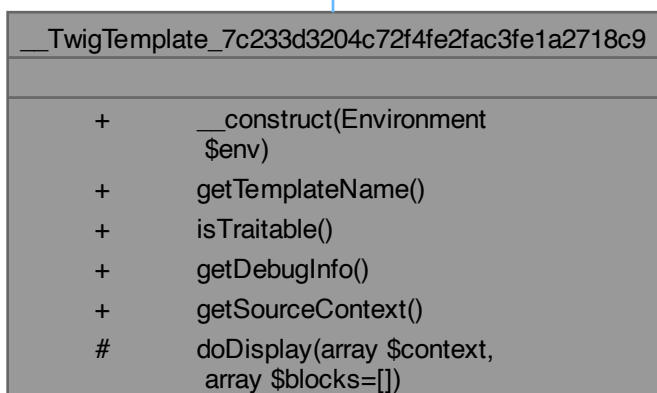 __TwigTemplate_7c233d3204c72f4fe2fac3fe1a2718c9
+ __construct(Environment
$env)
+ getTemplateName()
+ isTraitable()
+ getDebugInfo()
+ getSourceContext()
# doDisplay(array $context,
array $blocks=[])